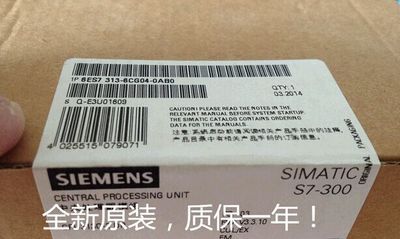 1P 6ES7 313-6CG04-0AB0
QTY. 1
03.2014
S Q-E3U01609
CAUTION! PLEASE READ THE NOTES IN THE
RELEVANT MANUAL BEFORE SYSTEM STARTUP.
THE SIMATIC CATALOG CONTAINS ORDERING
DATA FOR THE MANUALS.
4 025515 079071
ORIGINAL PACKAGING
SIEMENS
SIMATIC
S7-300
CENTRAL PROCESSING UNIT
全新原装，质保一年！